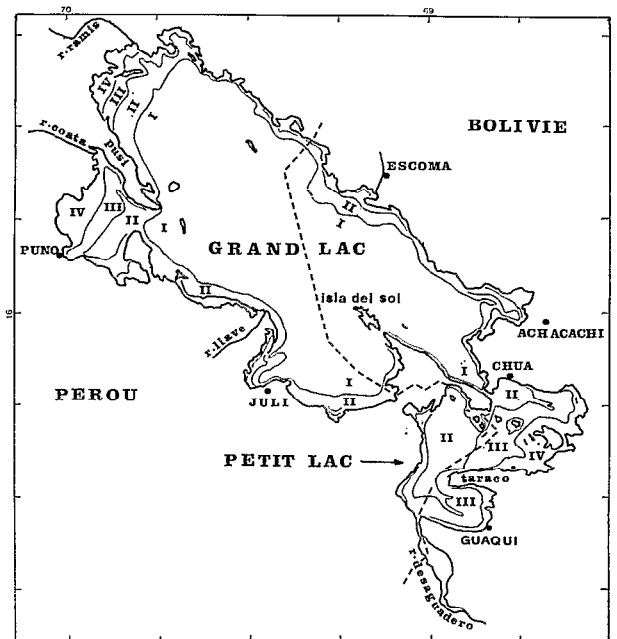 70 69
r.ramis
IV III II I
BOLIVIE
r.coata
pusi
ESCOMA
II
I
IV III II I
GRAND LAC
PUNO
II
isla del sol
16
ACHACACHI
r.ilave
I
CHUA
I
II
PEROU
JULI
II
II
III
IV
PETIT LAC
taraco
III
GUAQUI
r.desaguadero